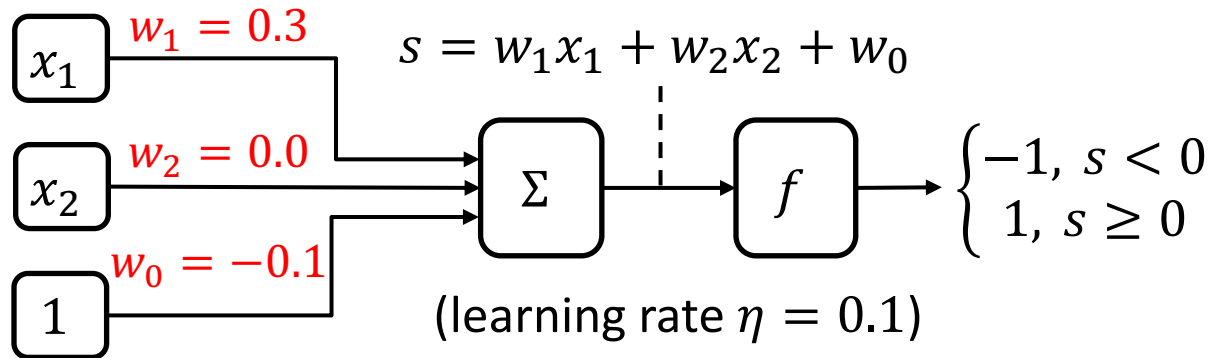 w₁ = 0.3
x₁
s = w₁x₁ + w₂x₂ + w₀
w₂ = 0.0
x₂
Σ
f
−1, s < 0
1, s ≥ 0
w₀ = −0.1
1
(learning rate η = 0.1)